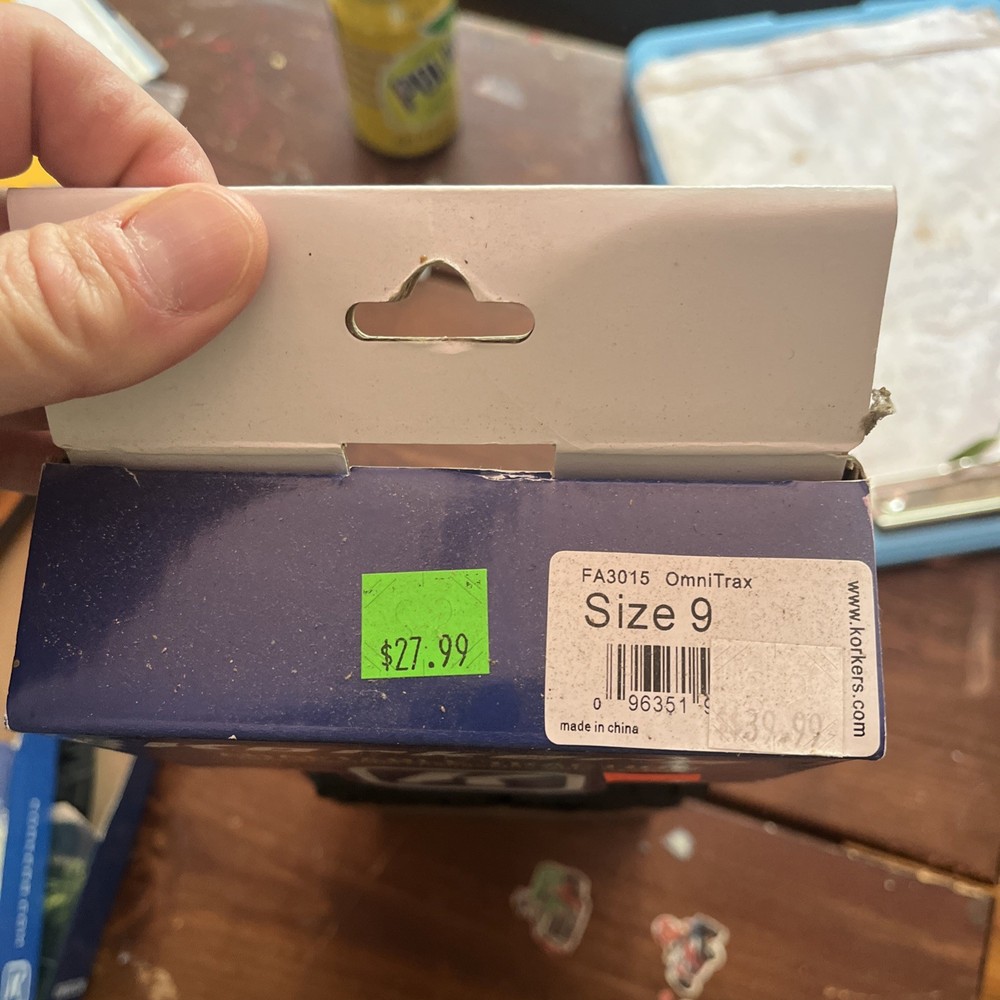 $27.99
FA3015 OmniTrax
Size 9
0 96351
made in china
$39.99
www.korkers.com